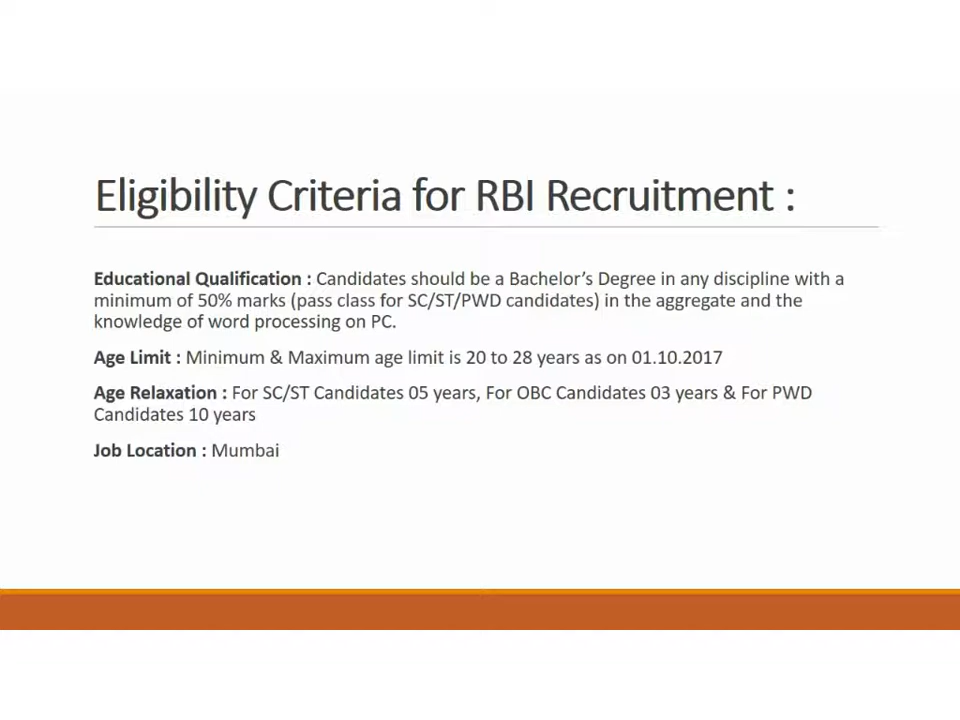 Eligibility Criteria for RBI Recruitment :
Educational Qualification : Candidates should be a Bachelor's Degree in any discipline with a
minimum of 50% marks (pass class for SC/ST/PWD candidates) in the aggregate and the
knowledge of word processing on PC.
Age Limit : Minimum & Maximum age limit is 20 to 28 years as on 01.10.2017
Age Relaxation : For SC/ST Candidates 05 years, For OBC Candidates 03 years & For PWD
Candidates 10 years
Job Location : Mumbai